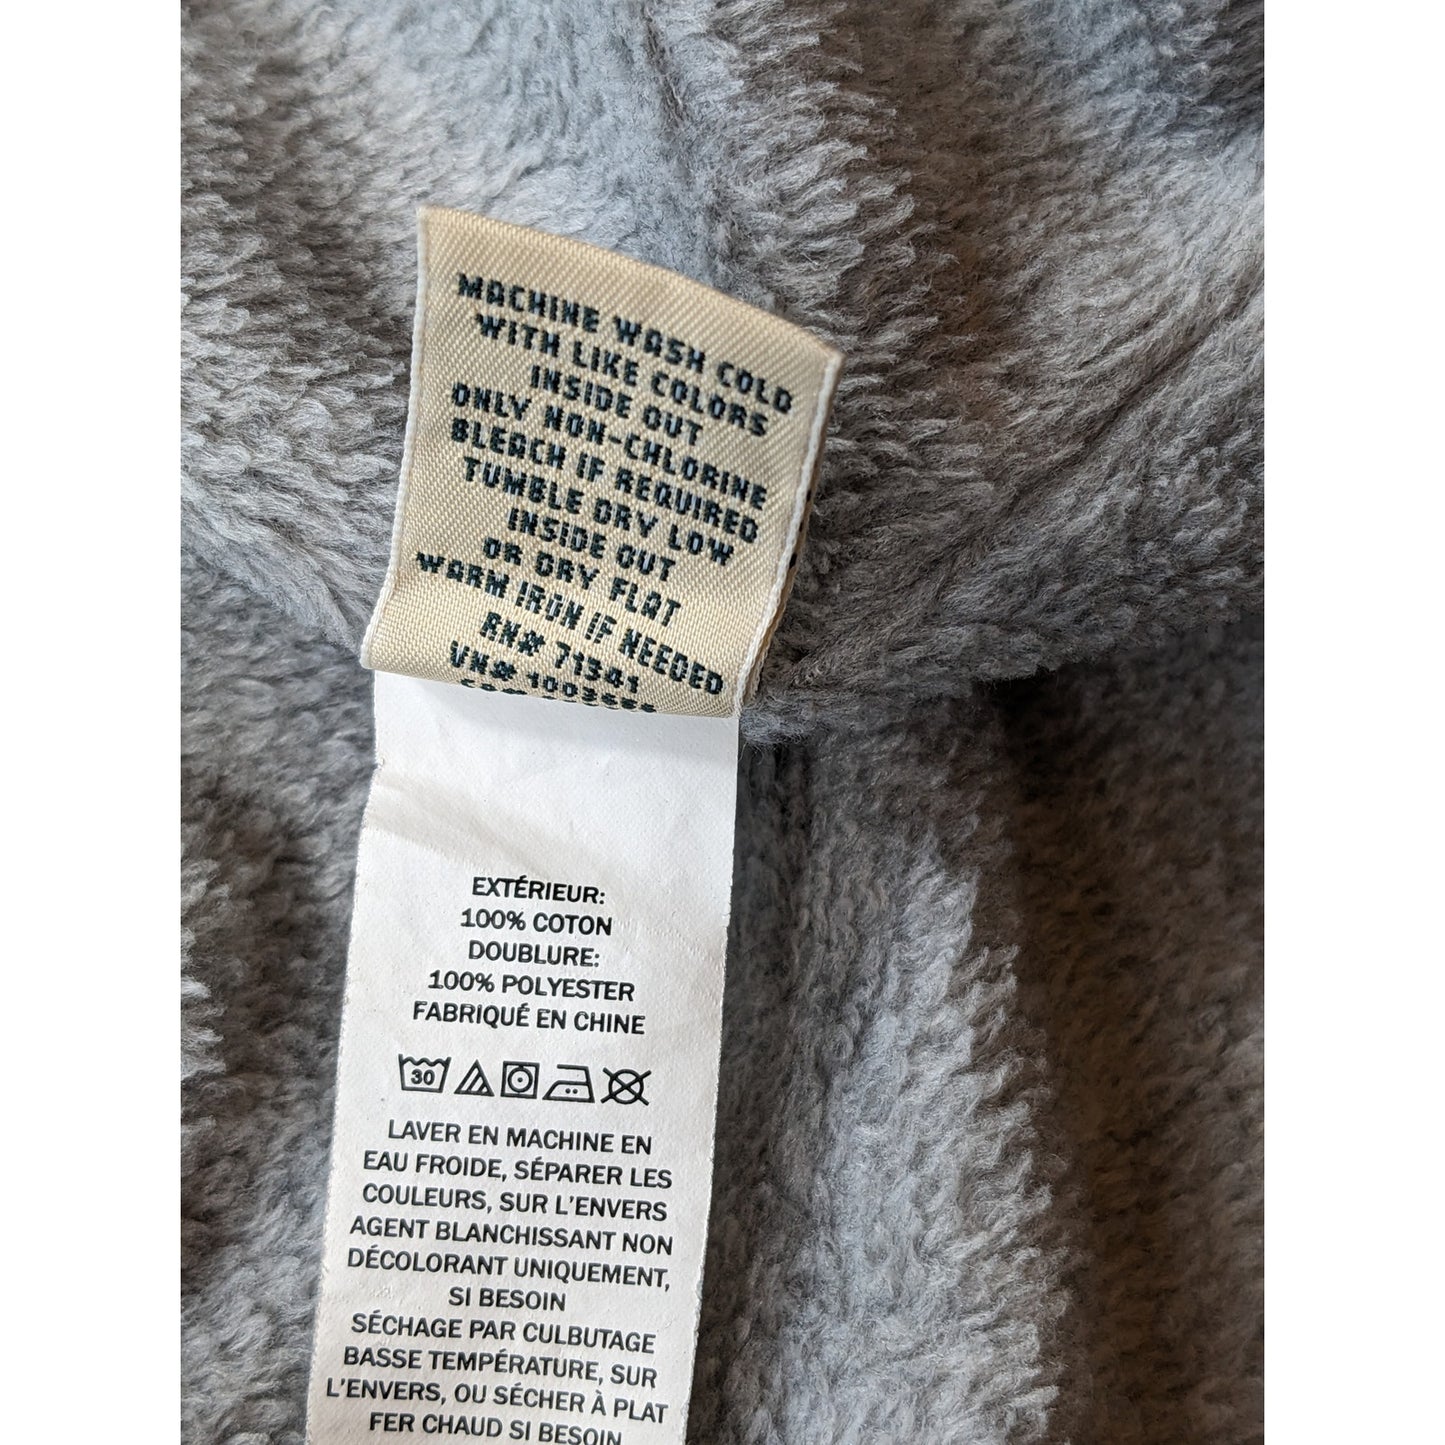 MACHINE WASH COLD
WITH LIKE COLORS
INSIDE OUT
ONLY NON-CHLORINE
BLEACH IF REQUIRED
TUMBLE DRY LOW
INSIDE OUT
OR DRY FLAT
WARM IRON IF NEEDED
RN# 71341
VN#
EXTÉRIEUR:
100% COTON
DOUBLURE:
100% POLYESTER
FABRIQUÉ EN CHINE
30
LAVER EN MACHINE EN
EAU FROIDE, SÉPARER LES
COULEURS, SUR L'ENVERS
AGENT BLANCHISSANT NON
DÉCOLORANT UNIQUEMENT,
SI BESOIN
SÉCHAGE PAR CULBUTAGE
BASSE TEMPÉRATURE, SUR
L'ENVERS, OU SÉCHER À PLAT
FER CHAUD SI BESOIN